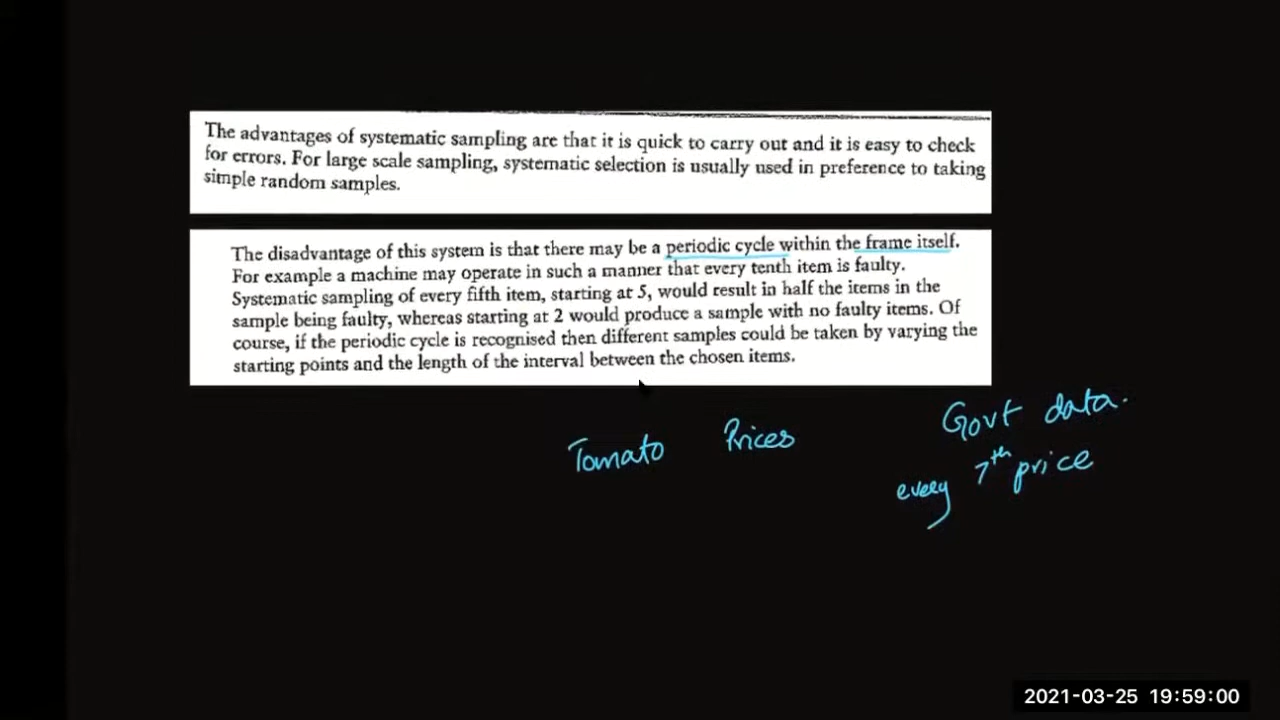 The advantages of systematic sampling are that it is quick to carry out and it is easy to check
for errors. For large scale sampling, systematic selection is usually used in preference to taking
simple random samples.
The disadvantage of this system is that there may be a periodic cycle within the frame itself.
For example a machine may operate in such a manner that every tenth item is faulty.
Systematic sampling of every fifth item, starting at 5, would result in half the items in the
sample being faulty, whereas starting at 2 would produce a sample with no faulty items. Of
course, if the periodic cycle is recognised then different samples could be taken by varying the
starting points and the length of the interval between the chosen items.
Tomato Prices
Govt data.
every 7th price
2021-03-25 19:59:00